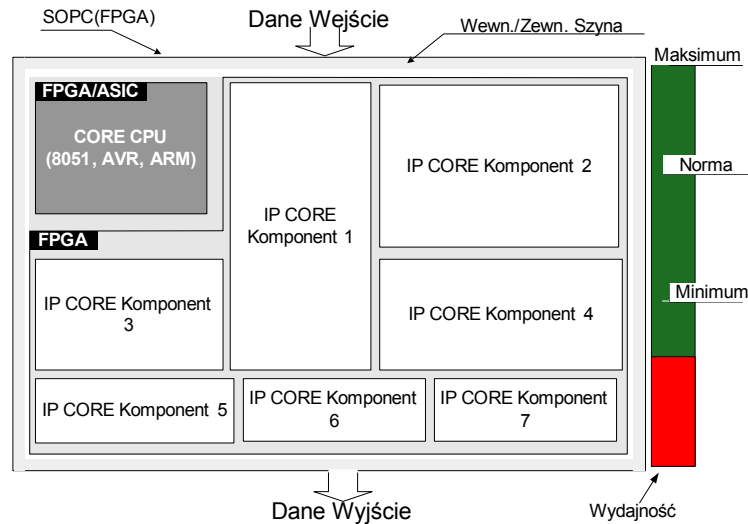 SOPC(FPGA)
Dane Wejście
Wewn./Zewn. Szyna
Maksimum
FPGA/ASIC
CORE CPU
(8051, AVR, ARM)
IP CORE
Komponent 1
IP CORE Komponent 2
Norma
FPGA
IP CORE Komponent
3
IP CORE Komponent 4
Minimum
IP CORE Komponent 5
IP CORE Komponent
6
IP CORE Komponent
7
Dane Wyjście
Wydajność